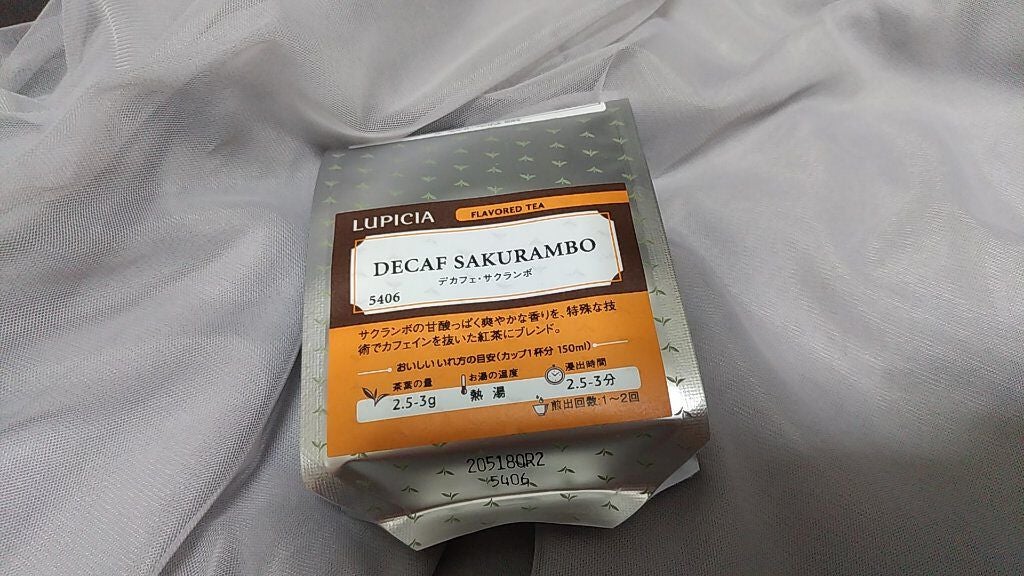 LUPICIA
FLAVORED TEA
DECAF SAKURAMBO
デカフェ・サクランボ
5406
サクランボの甘酸っぱく爽やかな香りを、特殊な技
術でカフェインを抜いた紅茶にブレンド。
おいしいいれ方の目安(カップ1杯分 150ml)
茶葉の量
2.5-3g
お湯の温度
熱湯
浸出時間
2.5-3分
煎出回数:1～2回
20518QR2
5406